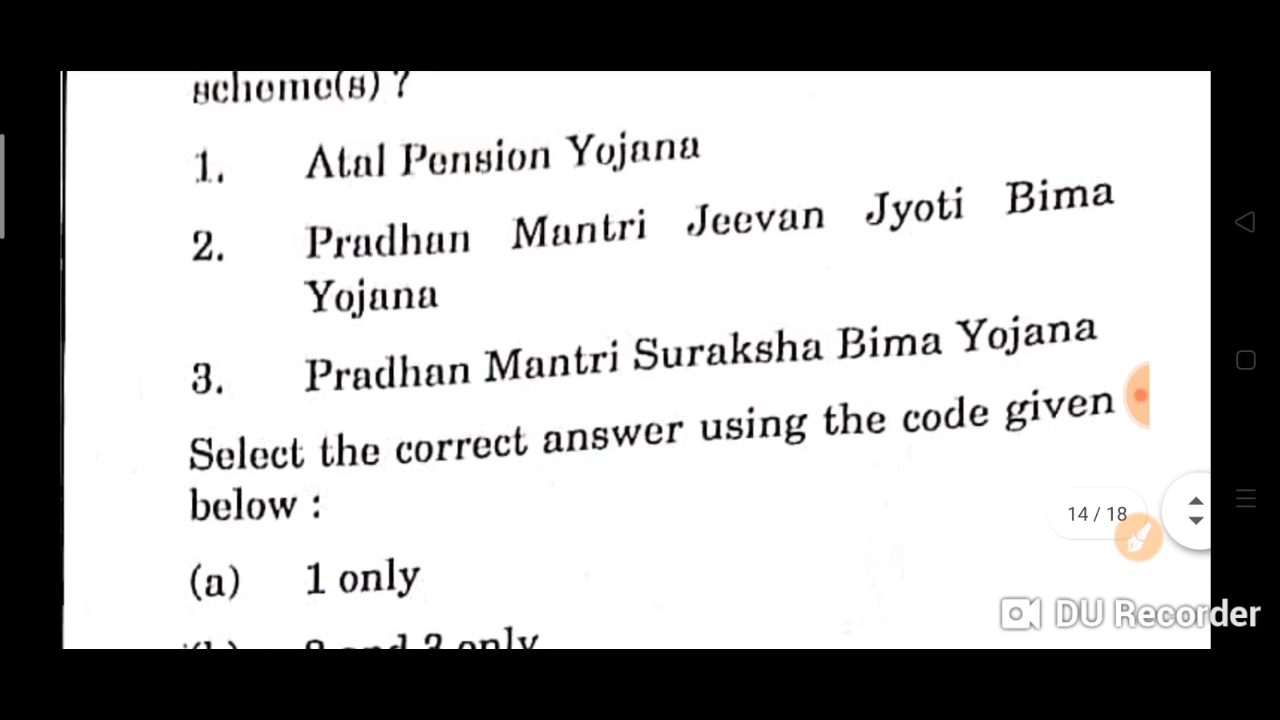 scheme(s) ?
1. Atal Pension Yojana
2. Pradhan Mantri Jeevan Jyoti Bima
Yojana
3. Pradhan Mantri Suraksha Bima Yojana
Select the correct answer using the code given
below :
14 / 18
(a) 1 only
DU Recorder
only